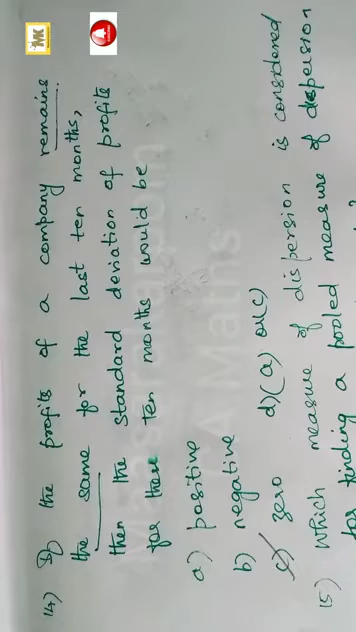 14) If the profits of a company remains
the same for the last ten months,
then the standard deviation of profits
for these ten months would be
a) positive
b) negative
c) zero d) (a) or (c)
15) Which measure of dispersion is considered
for finding a pooled measure of dispersion
MK